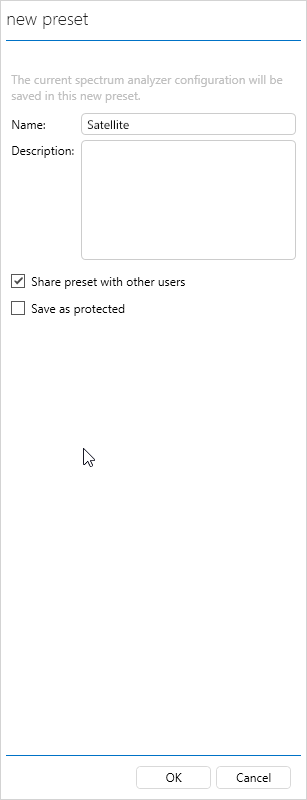 new preset
The current spectrum analyzer configuration will be
saved in this new preset.
Name: Satellite
Description:
Share preset with other users
Save as protected
OK Cancel